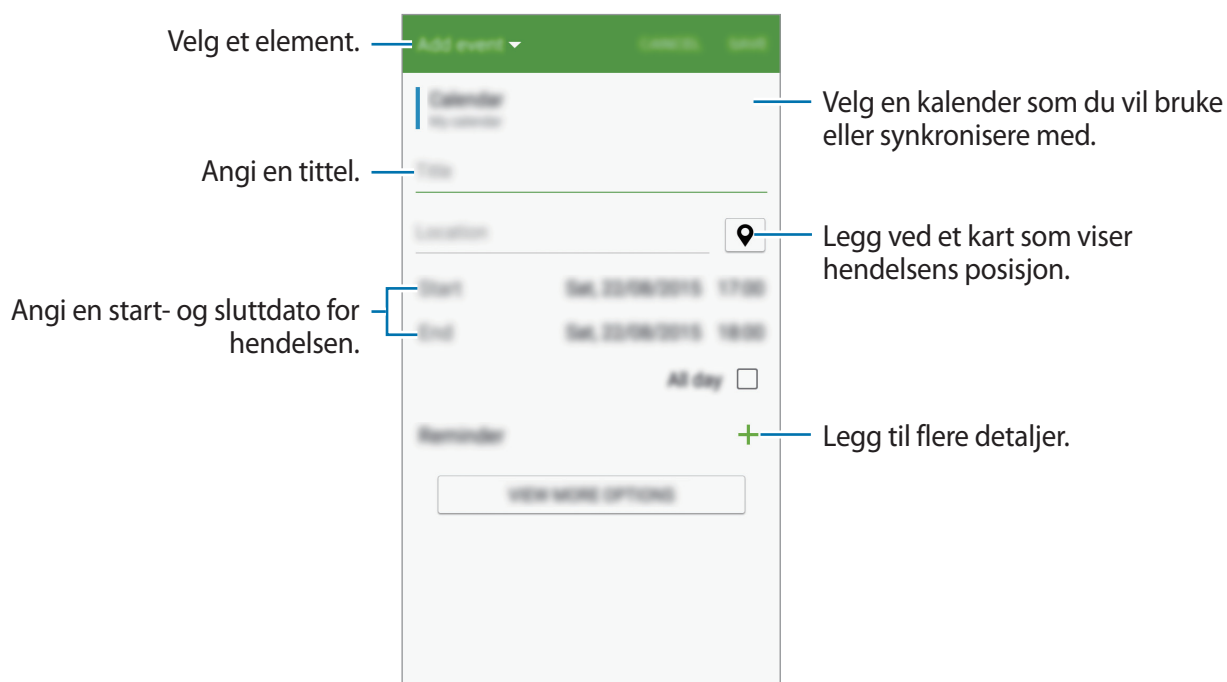 Velg et element.
Add event
CANCEL SAVE
Calendar
My calendar
Velg en kalender som du vil bruke
eller synkronisere med.
Angi en tittel.
Title
Location
Legg ved et kart som viser
hendelsens posisjon.
Angi en start- og sluttdato for
hendelsen.
Start Sat, 22/08/2015 17:00
End Sat, 22/08/2015 18:00
All day
Reminder
Legg til flere detaljer.
VIEW MORE OPTIONS